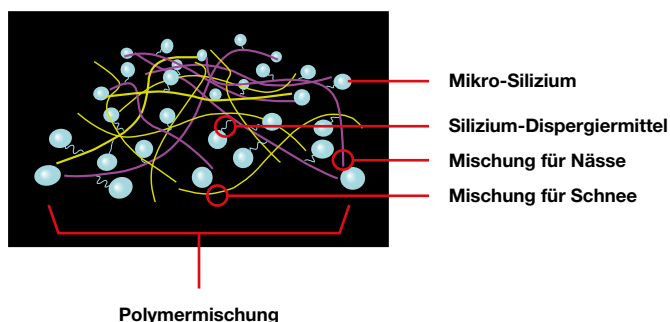 Mikro-Silizium
Silizium-Dispergiermittel
Mischung für Nässe
Mischung für Schnee
Polymermischung